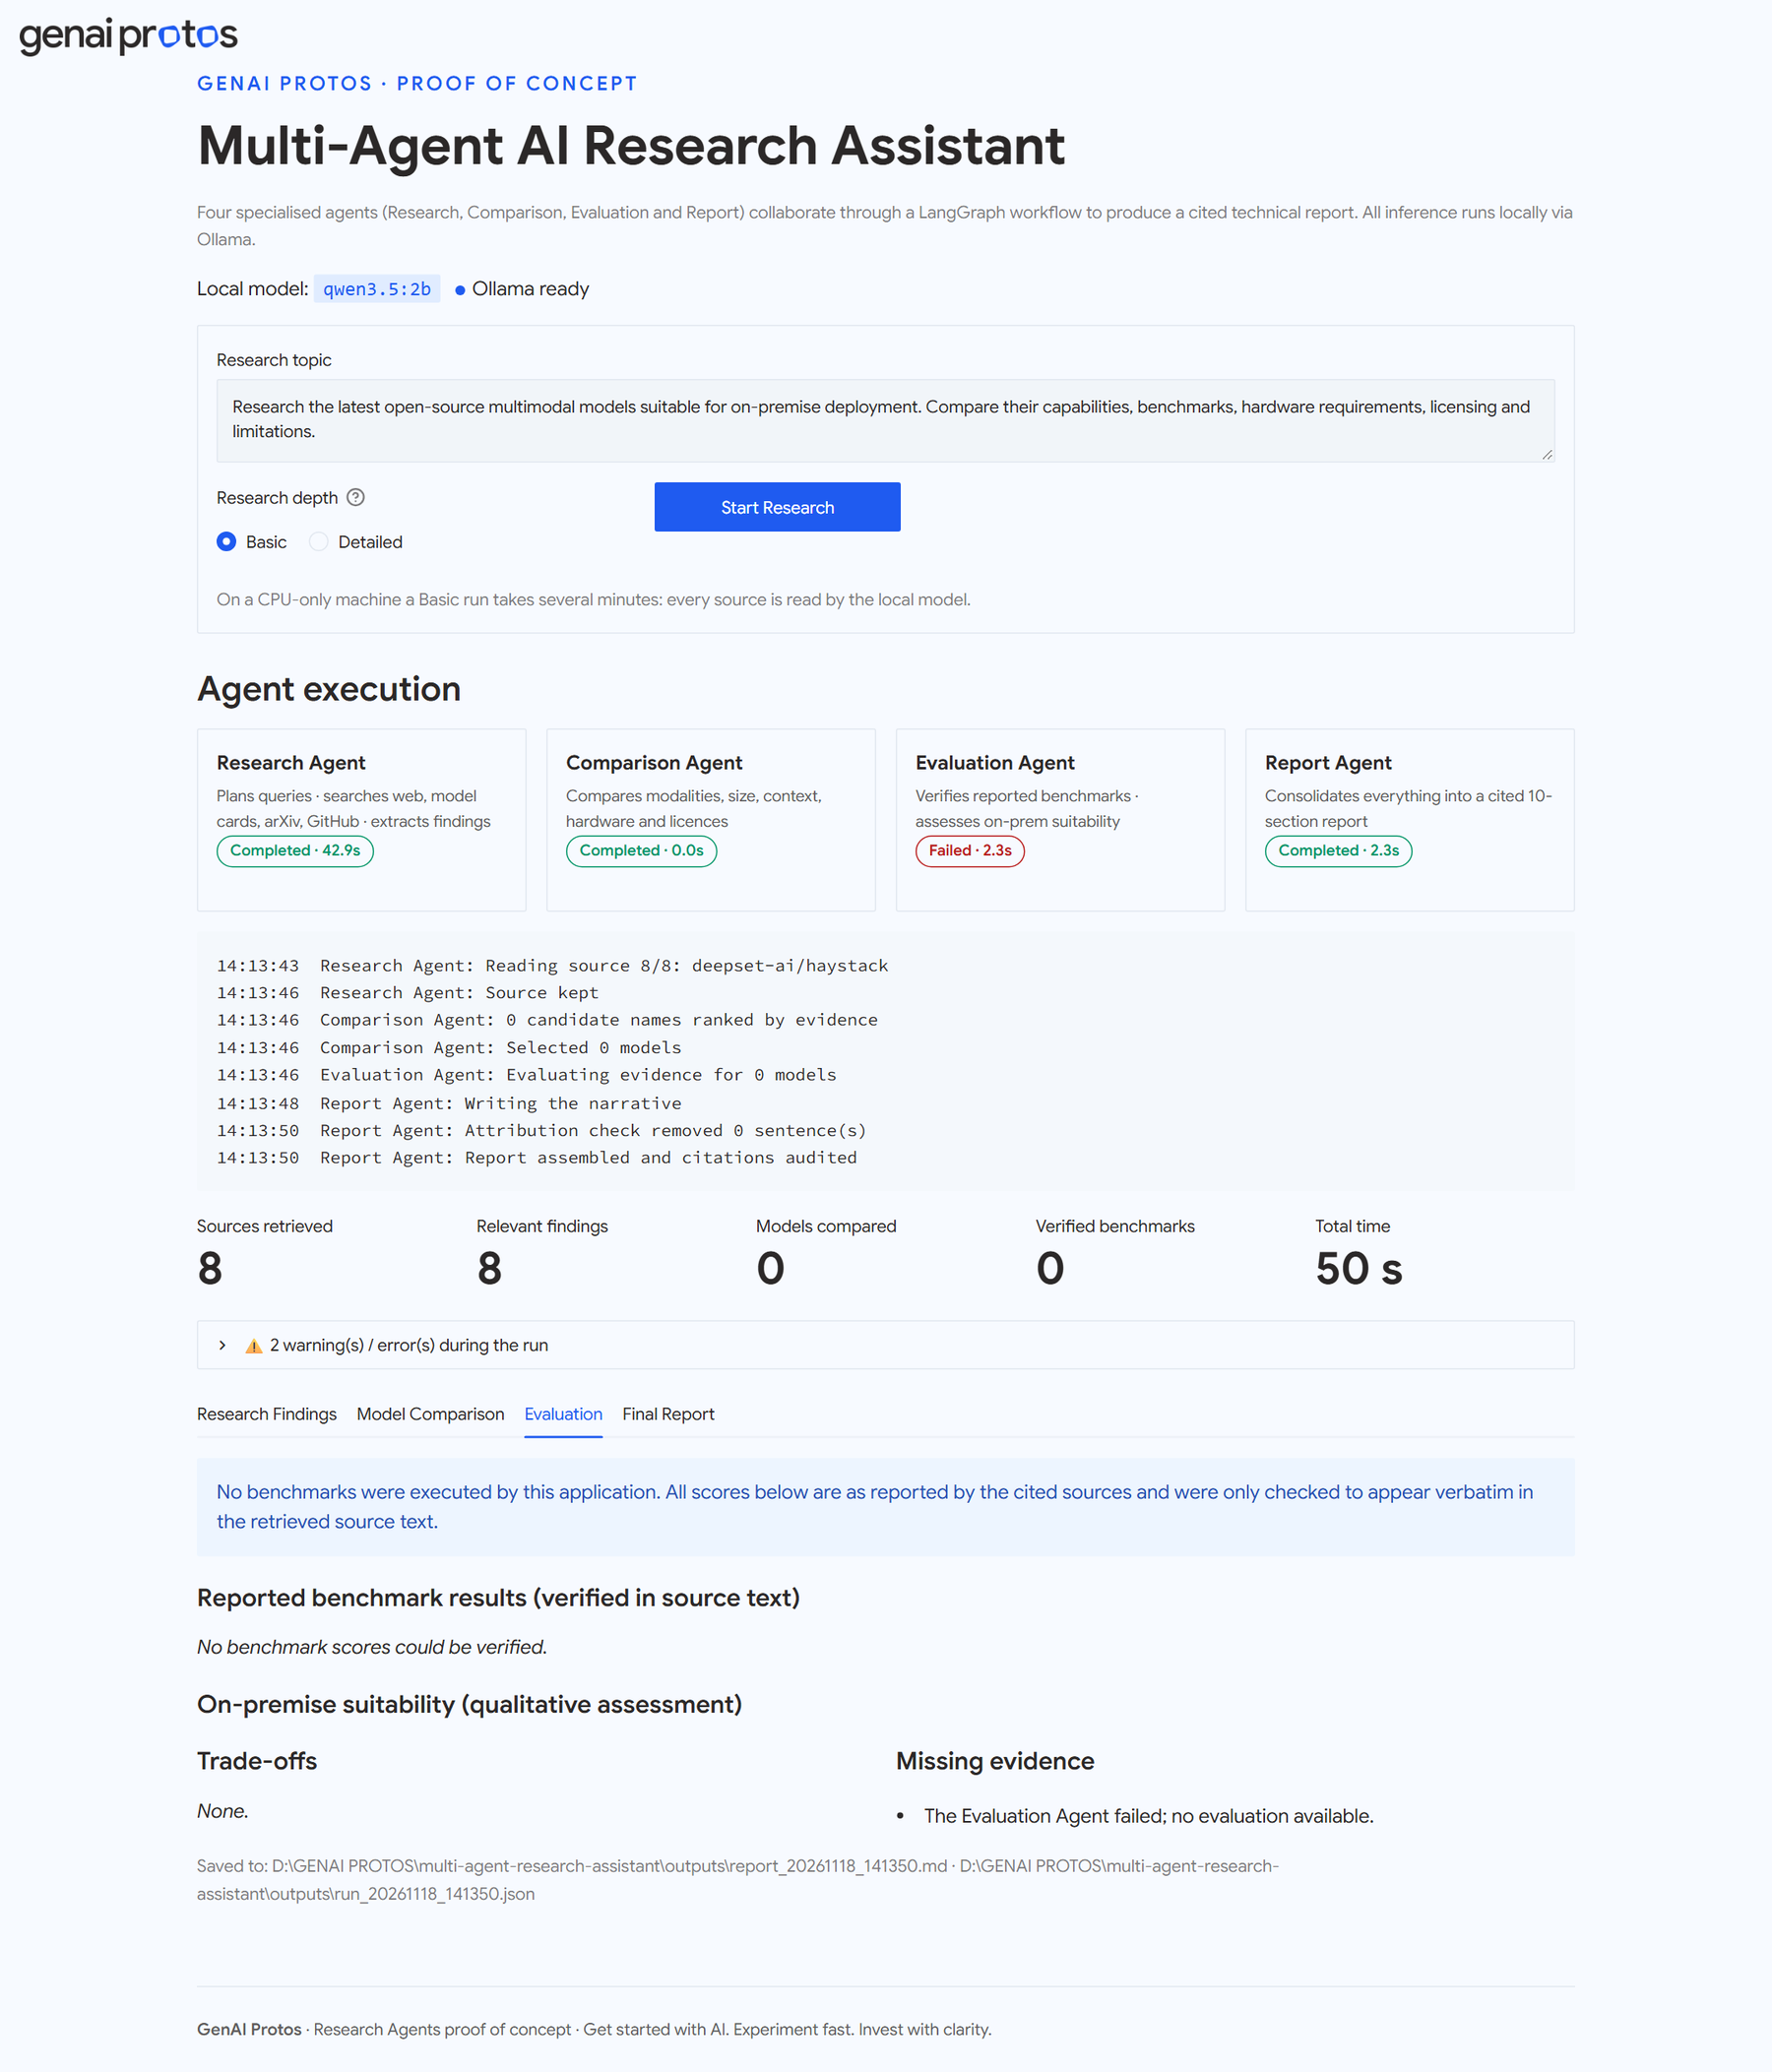 genai protos
GENAI PROTOS · PROOF OF CONCEPT
Multi-Agent AI Research Assistant
Four specialised agents (Research, Comparison, Evaluation and Report) collaborate through a LangGraph workflow to produce a cited technical report. All inference runs locally via
Ollama.
Local model: qwen3.5:2b ● Ollama ready
Research topic
Research the latest open-source multimodal models suitable for on-premise deployment. Compare their capabilities, benchmarks, hardware requirements, licensing and
limitations.
Research depth
Start Research
Basic Detailed
On a CPU-only machine a Basic run takes several minutes: every source is read by the local model.
Agent execution
Research Agent
Plans queries · searches web, model
cards, arXiv, GitHub · extracts findings
Completed · 42.9s
Comparison Agent
Compares modalities, size, context,
hardware and licences
Completed · 0.0s
Evaluation Agent
Verifies reported benchmarks ·
assesses on-prem suitability
Failed · 2.3s
Report Agent
Consolidates everything into a cited 10-
section report
Completed · 2.3s
14:13:43 Research Agent: Reading source 8/8: deepset-ai/haystack
14:13:46 Research Agent: Source kept
14:13:46 Comparison Agent: 0 candidate names ranked by evidence
14:13:46 Comparison Agent: Selected 0 models
14:13:46 Evaluation Agent: Evaluating evidence for 0 models
14:13:48 Report Agent: Writing the narrative
14:13:50 Report Agent: Attribution check removed 0 sentence(s)
14:13:50 Report Agent: Report assembled and citations audited
Sources retrieved
8
Relevant findings
8
Models compared
0
Verified benchmarks
0
Total time
50 s
2 warning(s) / error(s) during the run
Research Findings Model Comparison Evaluation Final Report
No benchmarks were executed by this application. All scores below are as reported by the cited sources and were only checked to appear verbatim in
the retrieved source text.
Reported benchmark results (verified in source text)
No benchmark scores could be verified.
On-premise suitability (qualitative assessment)
Trade-offs
None.
Missing evidence
• The Evaluation Agent failed; no evaluation available.
Saved to: D:\GENAI PROTOS\multi-agent-research-assistant\outputs\report_20261118_141350.md · D:\GENAI PROTOS\multi-agent-research-
assistant\outputs\run_20261118_141350.json
GenAI Protos · Research Agents proof of concept · Get started with AI. Experiment fast. Invest with clarity.